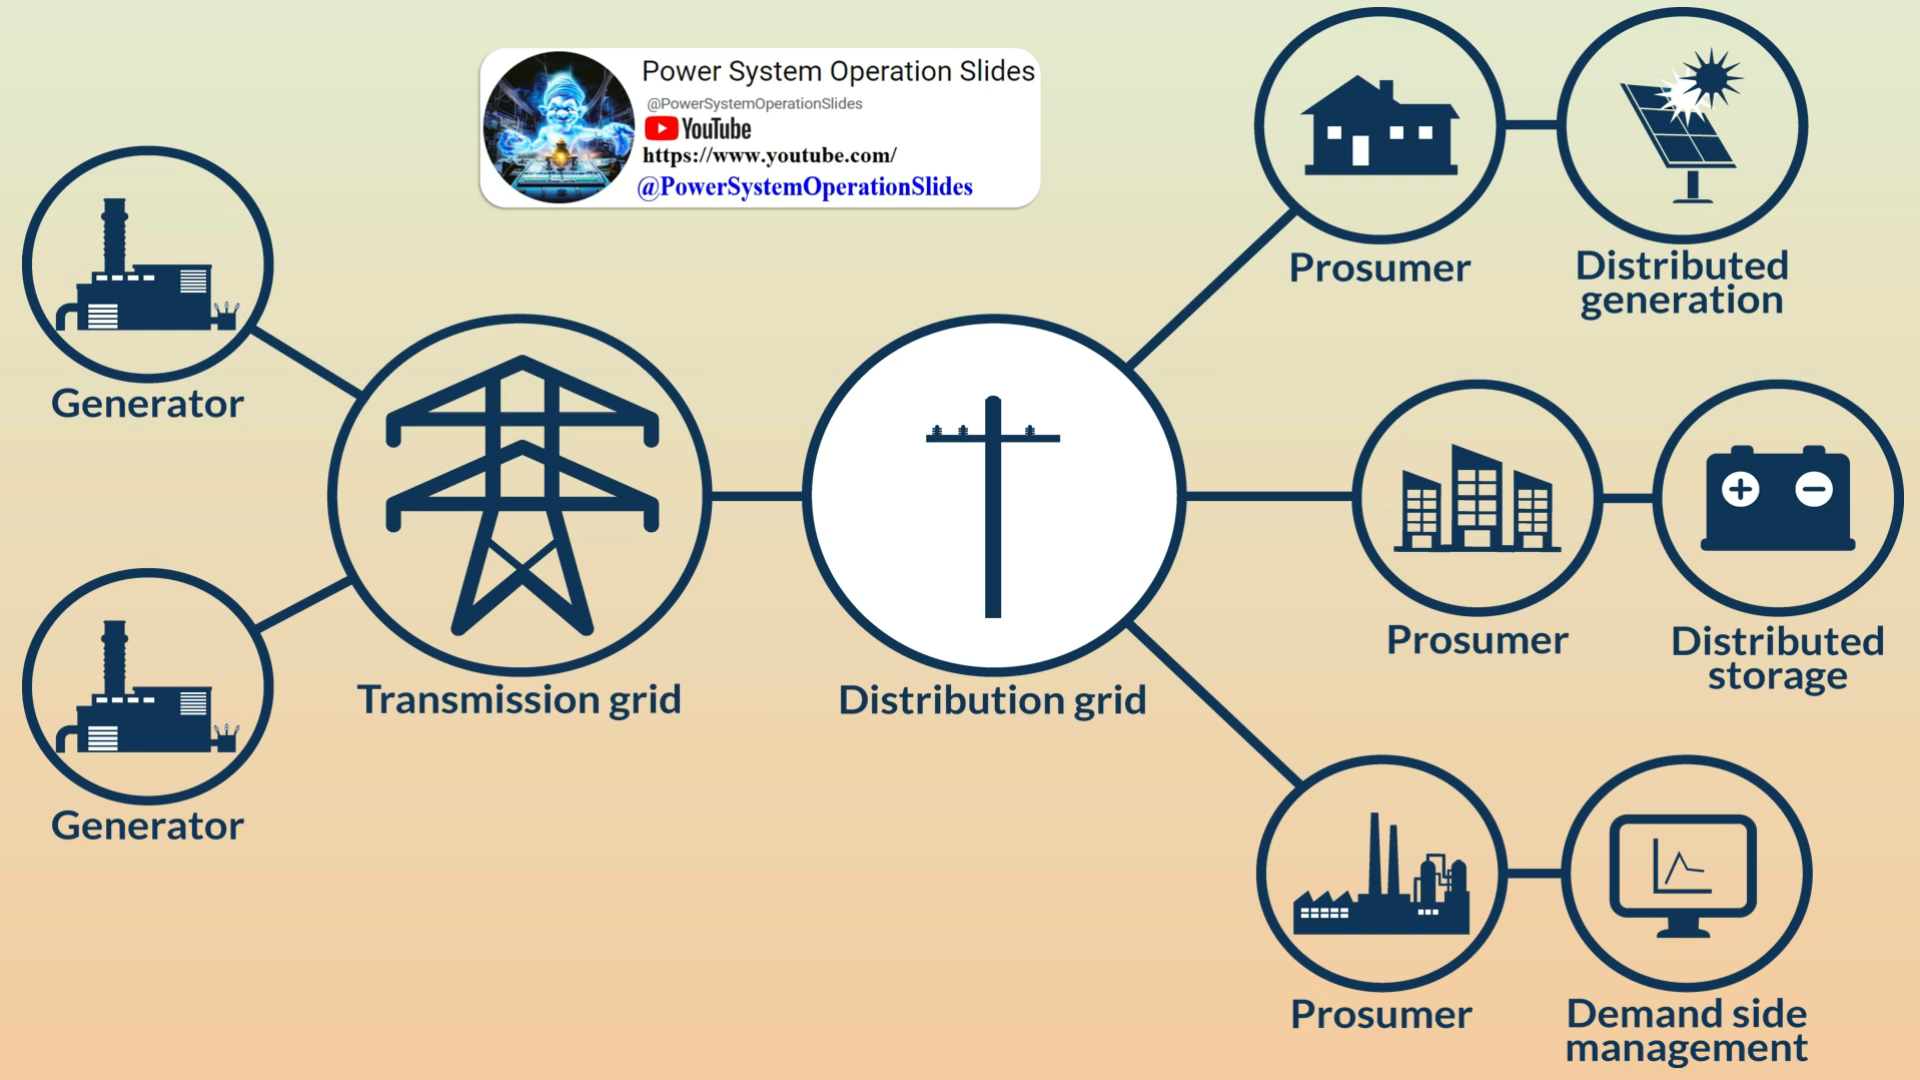 Power System Operation Slides
@PowerSystemOperationSlides
YouTube
https://www.youtube.com/
@PowerSystemOperationSlides
Generator
Generator
Transmission grid
Distribution grid
Prosumer
Distributed
generation
Prosumer
Distributed
storage
Prosumer
Demand side
management